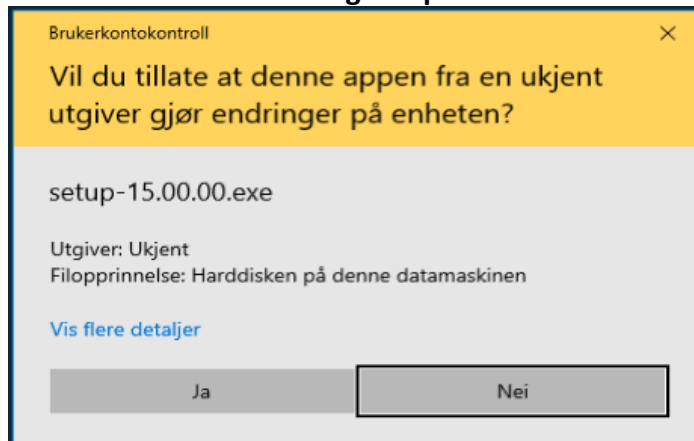 Brukerkontokontroll
Vil du tillate at denne appen fra en ukjent
utgiver gjør endringer på enheten?
setup-15.00.00.exe
Utgiver: Ukjent
Filopprinnelse: Harddisken på denne datamaskinen
Vis flere detaljer
Ja
Nei